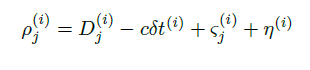 ρ_j^{(i)} = D_j^{(i)} − cδt^{(i)} + ς_j^{(i)} + η^{(i)}